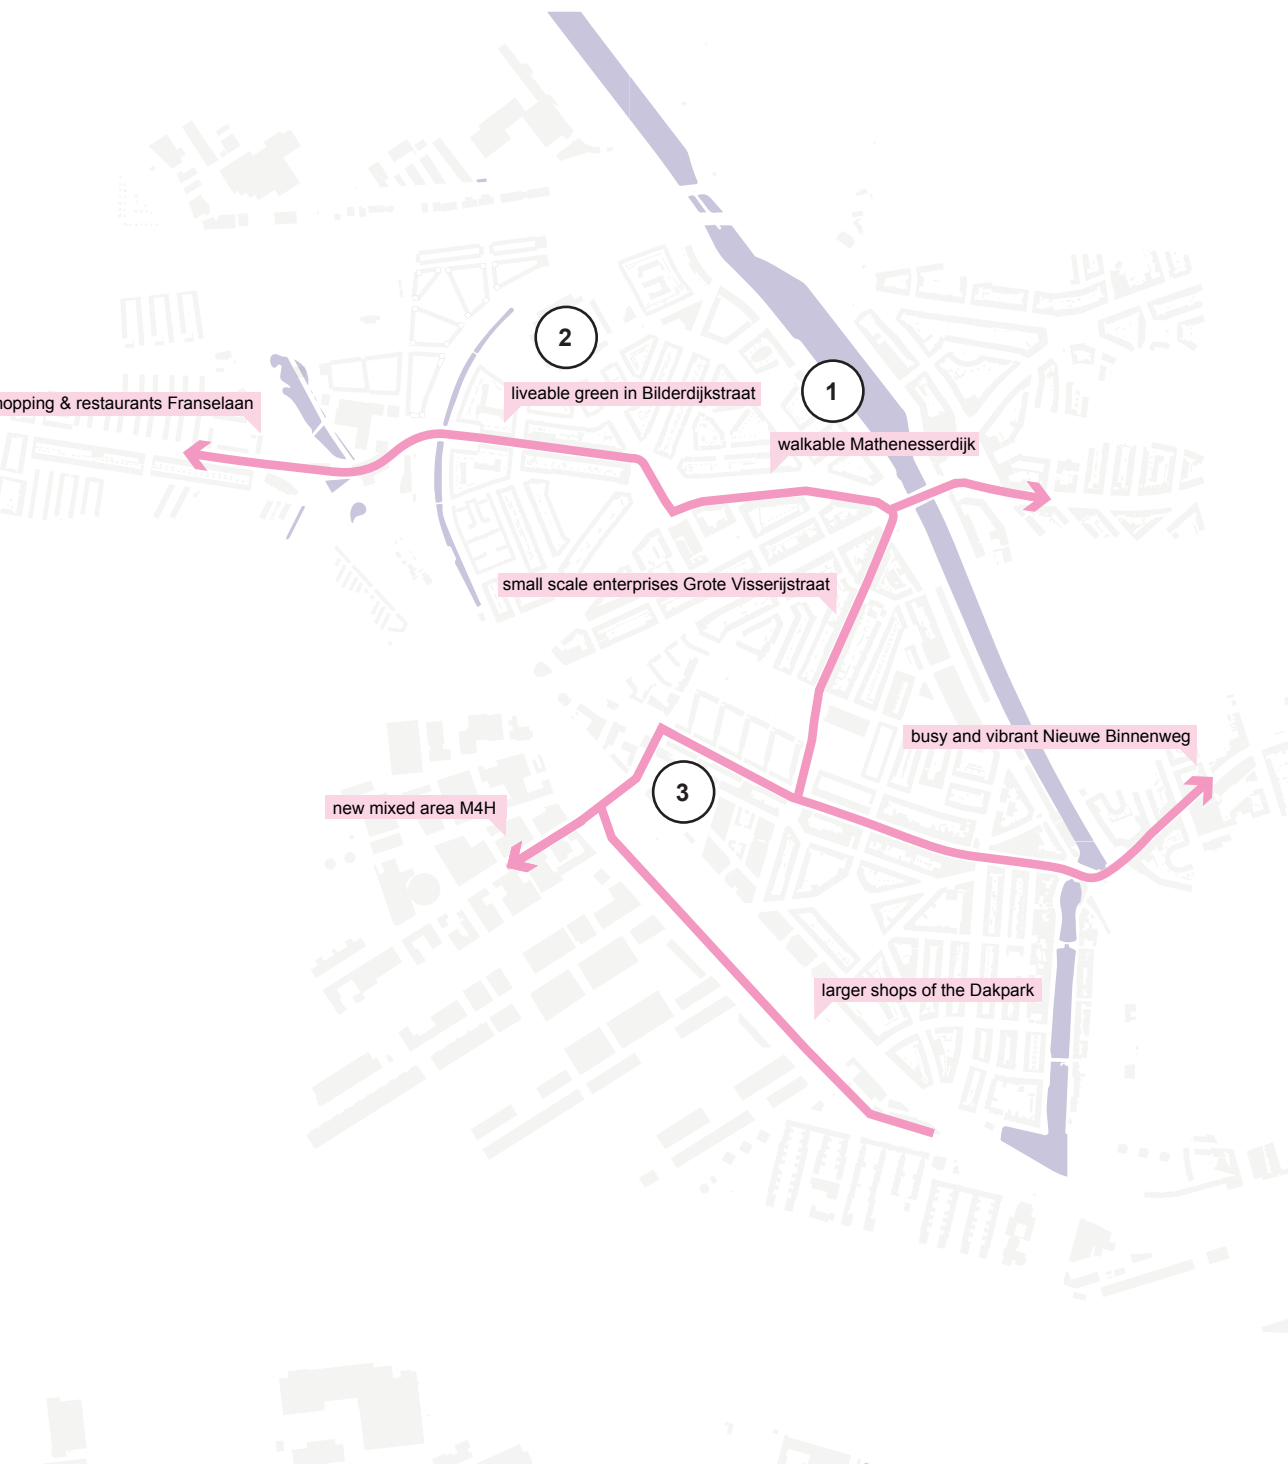 2
liveable green in Bilderdijkstraat
1
opping & restaurants Franselaan
walkable Mathenesserdijk
small scale enterprises Grote Visserijstraat
busy and vibrant Nieuwe Binnenweg
3
new mixed area M4H
larger shops of the Dakpark